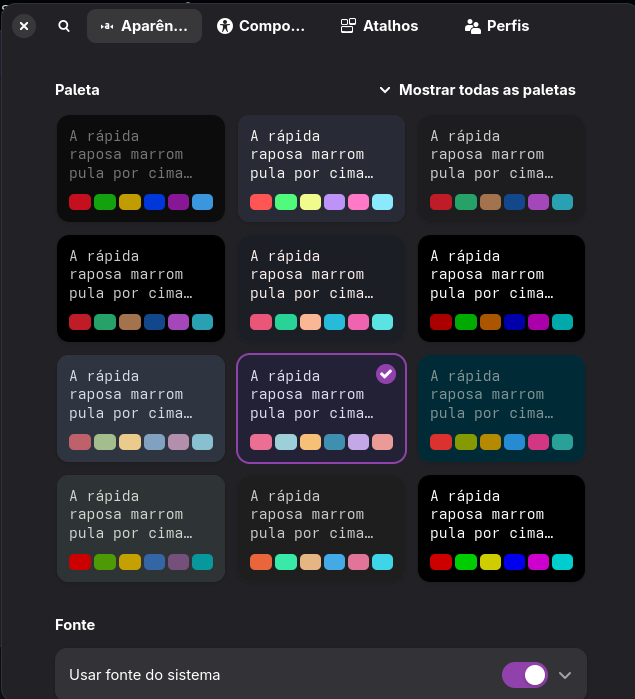 Aparên...
Compo...
Atalhos
Perfis
Paleta
Mostrar todas as paletas
A rápida
raposa marrom
pula por cima…
A rápida
raposa marrom
pula por cima…
A rápida
raposa marrom
pula por cima…
A rápida
raposa marrom
pula por cima…
A rápida
raposa marrom
pula por cima…
A rápida
raposa marrom
pula por cima…
A rápida
raposa marrom
pula por cima…
A rápida
raposa marrom
pula por cima…
A rápida
raposa marrom
pula por cima…
A rápida
raposa marrom
pula por cima…
A rápida
raposa marrom
pula por cima…
A rápida
raposa marrom
pula por cima…
Fonte
Usar fonte do sistema